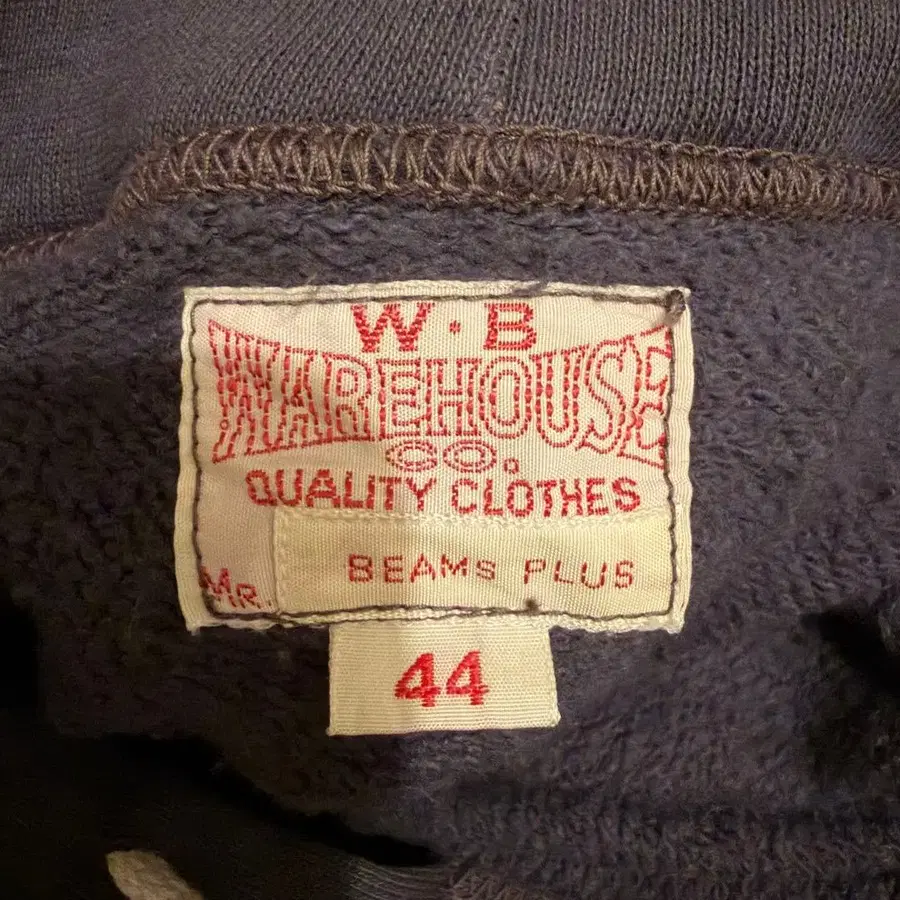 W·B
WAREHOUSE
CO.
QUALITY CLOTHES
MR. BEAMS PLUS
44